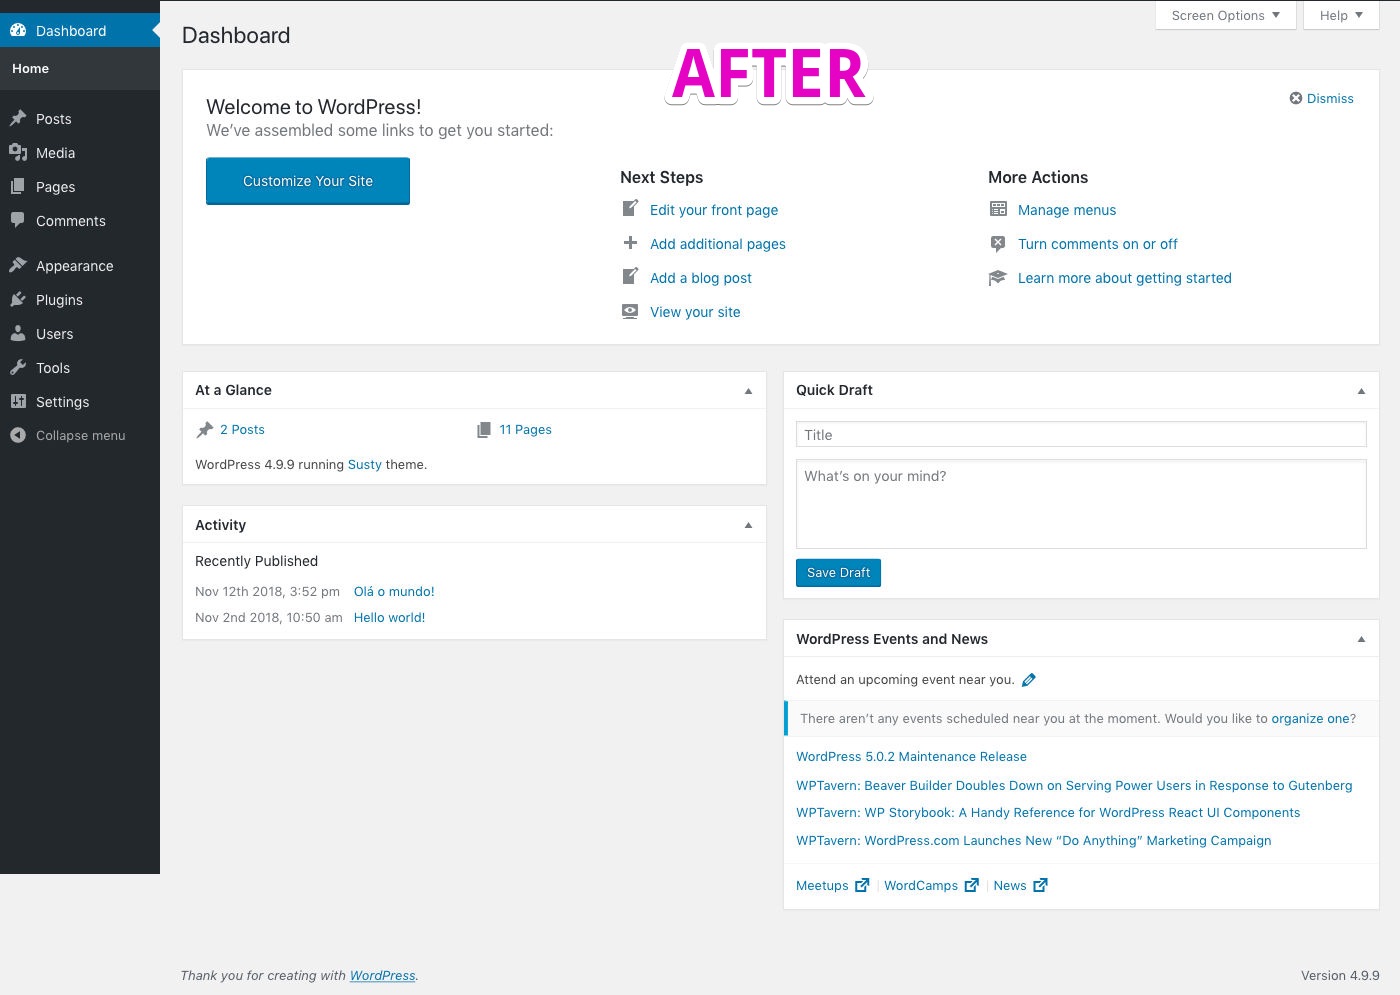 Dashboard
Home
Posts
Media
Pages
Comments
Appearance
Plugins
Users
Tools
Settings
Collapse menu
Screen Options
Help
Dashboard
AFTER
Welcome to WordPress!
We’ve assembled some links to get you started:
Dismiss
Customize Your Site
Next Steps
Edit your front page
Add additional pages
Add a blog post
View your site
More Actions
Manage menus
Turn comments on or off
Learn more about getting started
At a Glance
2 Posts
11 Pages
WordPress 4.9.9 running Susty theme.
Activity
Recently Published
Nov 12th 2018, 3:52 pm Olá o mundo!
Nov 2nd 2018, 10:50 am Hello world!
Quick Draft
Title
What’s on your mind?
Save Draft
WordPress Events and News
Attend an upcoming event near you.
There aren’t any events scheduled near you at the moment. Would you like to organize one?
WordPress 5.0.2 Maintenance Release
WPTavern: Beaver Builder Doubles Down on Serving Power Users in Response to Gutenberg
WPTavern: WP Storybook: A Handy Reference for WordPress React UI Components
WPTavern: WordPress.com Launches New “Do Anything” Marketing Campaign
Meetups | WordCamps | News
Thank you for creating with WordPress.
Version 4.9.9